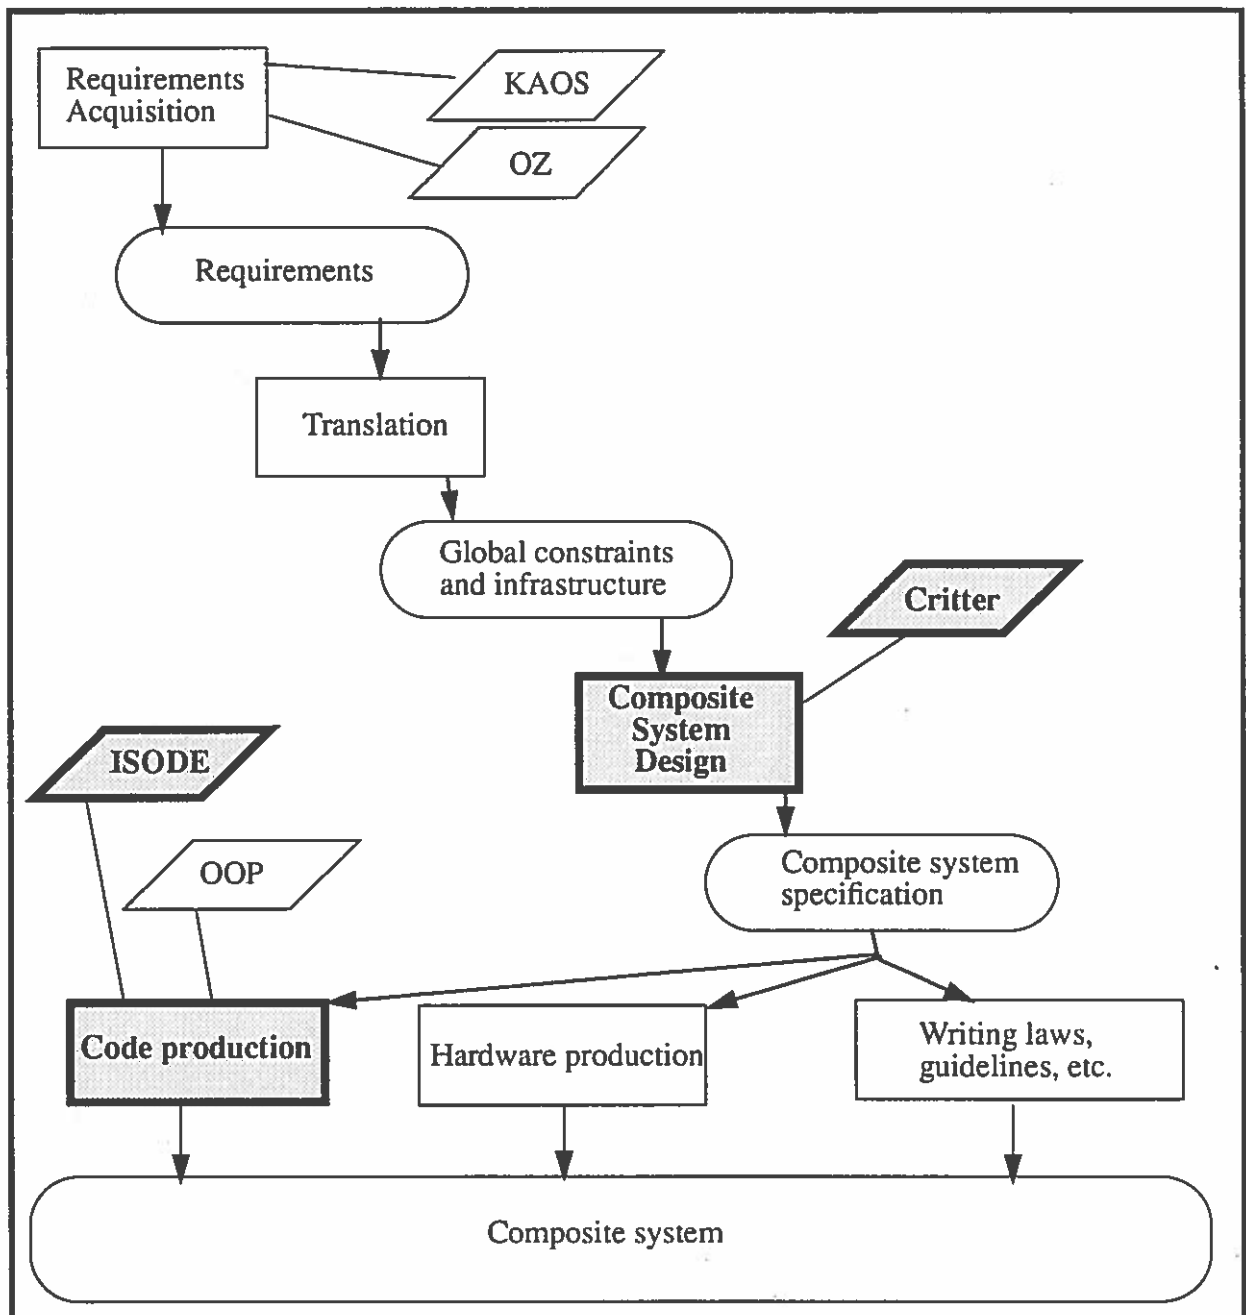 Requirements
Acquisition
KAOS
OZ
Requirements
Translation
Global constraints
and infrastructure
Critter
Composite
System
Design
ISODE
OOP
Composite system
specification
Code production
Hardware production
Writing laws,
guidelines, etc.
Composite system